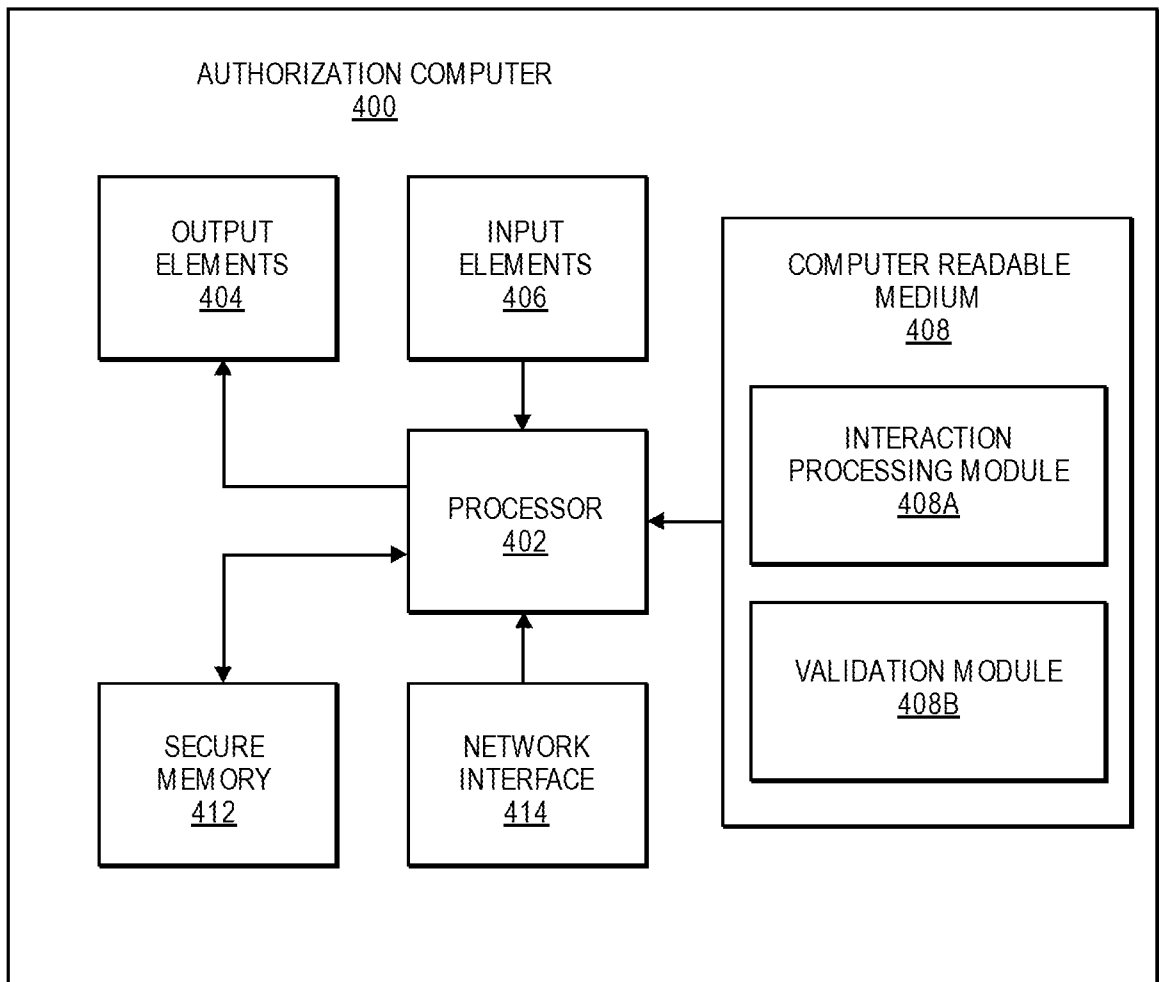 AUTHORIZATION COMPUTER
400
OUTPUT
ELEMENTS
404
INPUT
ELEMENTS
406
COMPUTER READABLE
MEDIUM
408
INTERACTION
PROCESSING MODULE
408A
PROCESSOR
402
VALIDATION MODULE
408B
SECURE
MEMORY
412
NETWORK
INTERFACE
414